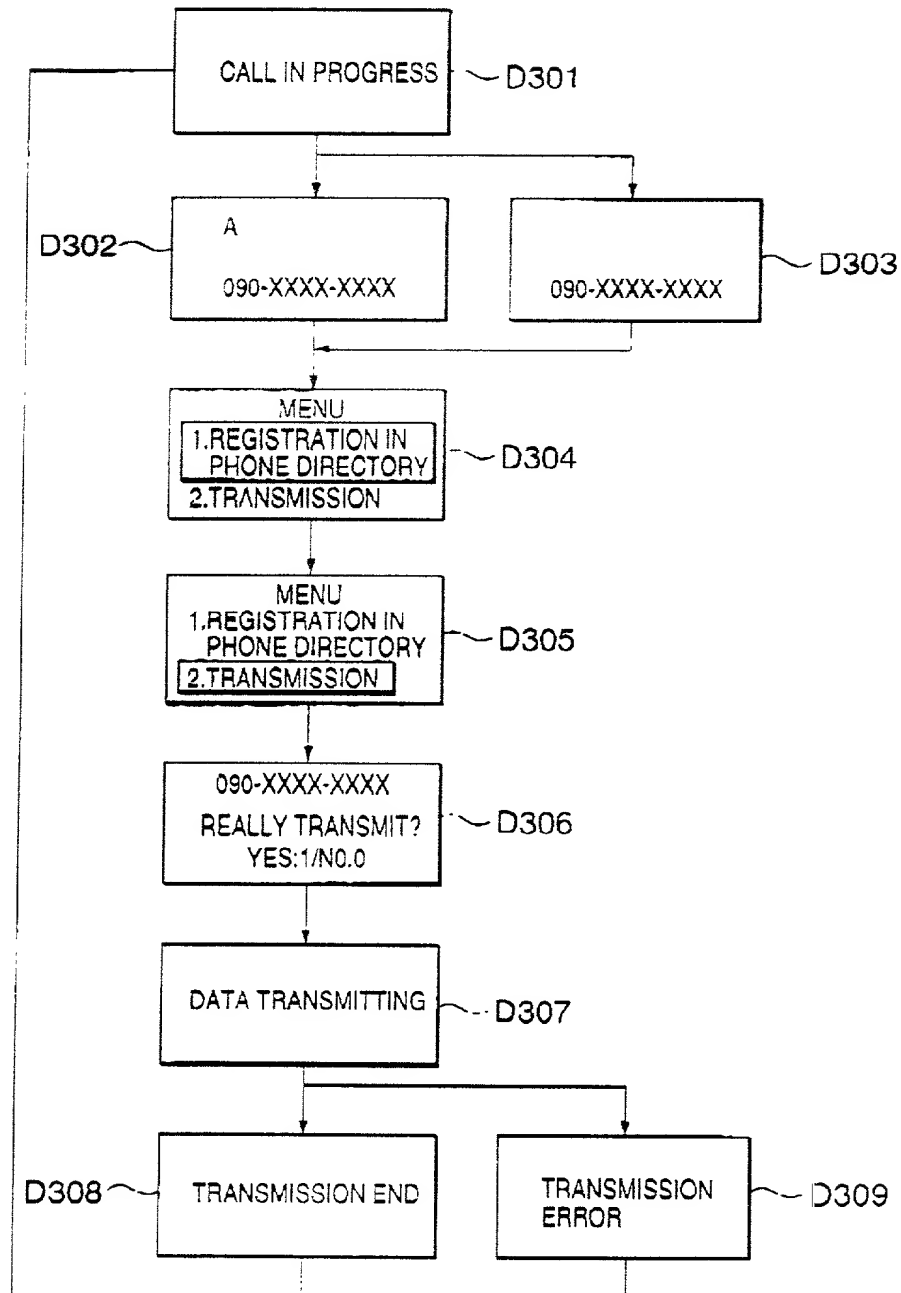 CALL IN PROGRESS
D301
D302
A
090-XXXX-XXXX
090-XXXX-XXXX
D303
MENU
1.REGISTRATION IN
PHONE DIRECTORY
2.TRANSMISSION
D304
MENU
1.REGISTRATION IN
PHONE DIRECTORY
2.TRANSMISSION
D305
090-XXXX-XXXX
REALLY TRANSMIT?
YES:1/N0.0
D306
DATA TRANSMITTING
D307
D308
TRANSMISSION END
TRANSMISSION
ERROR
D309